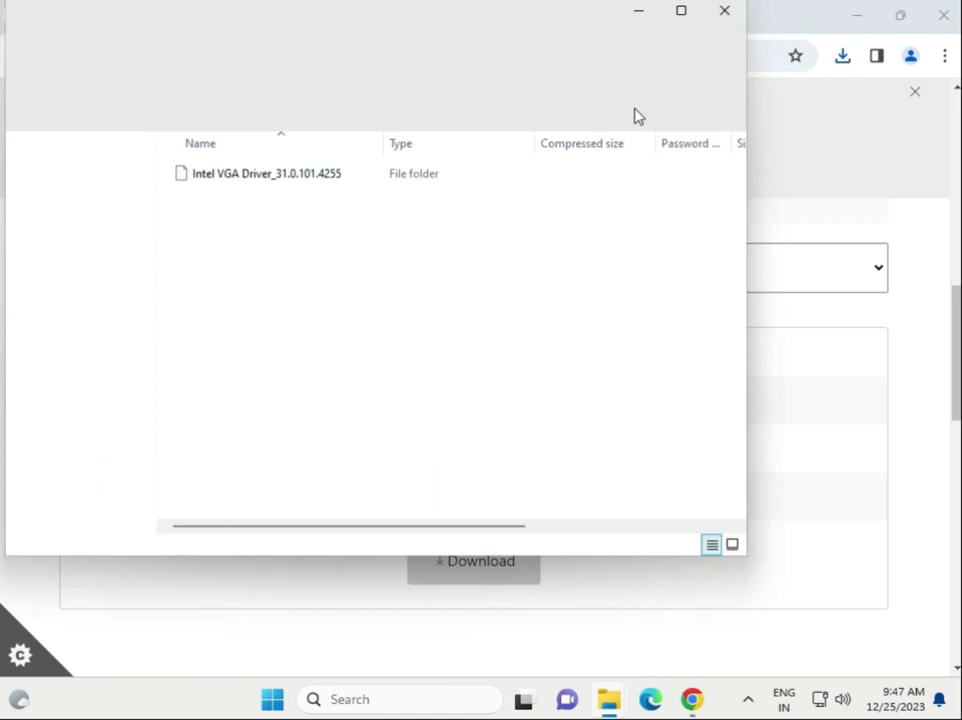 Name Type Compressed size Password ... Si
Intel VGA Driver_31.0.101.4255 File folder
Download
Search
ENG
IN
9:47 AM
12/25/2023